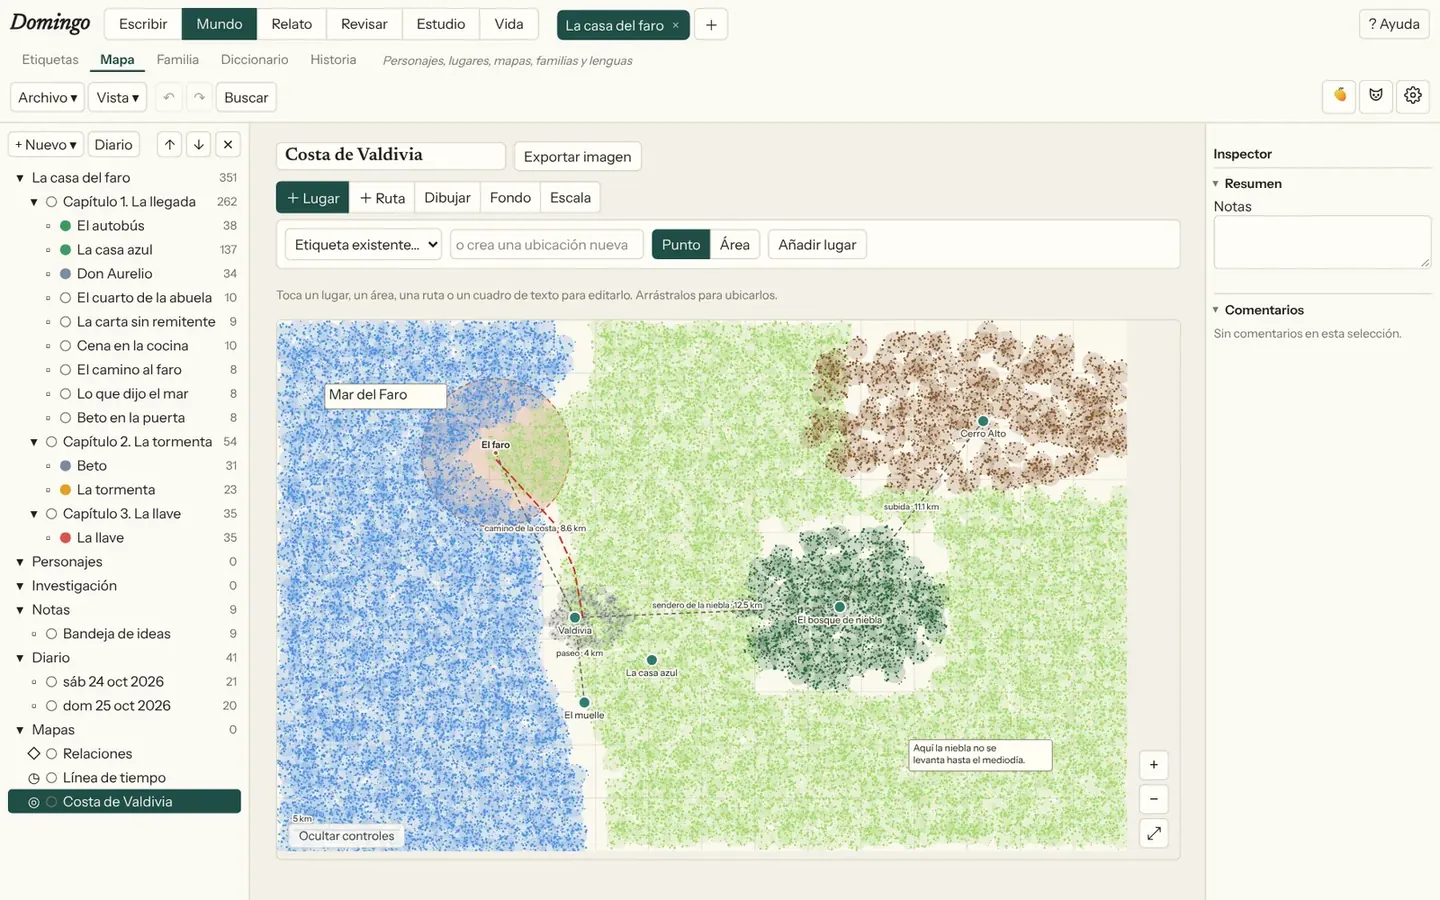 Domingo
Escribir
Mundo
Relato
Revisar
Estudio
Vida
La casa del faro ×
+
? Ayuda
Etiquetas
Mapa
Familia
Diccionario
Historia
Personajes, lugares, mapas, familias y lenguas
Archivo ▾
Vista ▾
↶
↷
Buscar
+ Nuevo ▾
Diario
↑
↓
✕
▼ La casa del faro 351
▼ Capítulo 1. La llegada 262
El autobús 38
La casa azul 137
Don Aurelio 34
El cuarto de la abuela 10
La carta sin remitente 9
Cena en la cocina 10
El camino al faro 8
Lo que dijo el mar 8
Beto en la puerta 8
▼ Capítulo 2. La tormenta 54
Beto 31
La tormenta 23
▼ Capítulo 3. La llave 35
La llave 35
▼ Personajes 0
▼ Investigación 0
▼ Notas 9
Bandeja de ideas 9
▼ Diario 41
sáb 24 oct 2026 21
dom 25 oct 2026 20
▼ Mapas 0
Relaciones
Línea de tiempo
Costa de Valdivia
Costa de Valdivia
Exportar imagen
+ Lugar
+ Ruta
Dibujar
Fondo
Escala
Etiqueta existente...
o crea una ubicación nueva
Punto
Área
Añadir lugar
Toca un lugar, un área, una ruta o un cuadro de texto para editarlo. Arrástralos para ubicarlos.
Mar del Faro
El faro
Cerro Alto
subida · 11.1 km
camino de la costa · 8.6 km
sendero de la niebla · 12.5 km
El bosque de niebla
Valdivia
paseo · 4 km
La casa azul
El muelle
Aquí la niebla no se
levanta hasta el mediodía.
5 km
Ocultar controles
+
−
Inspector
▼ Resumen
Notas
▼ Comentarios
Sin comentarios en esta selección.